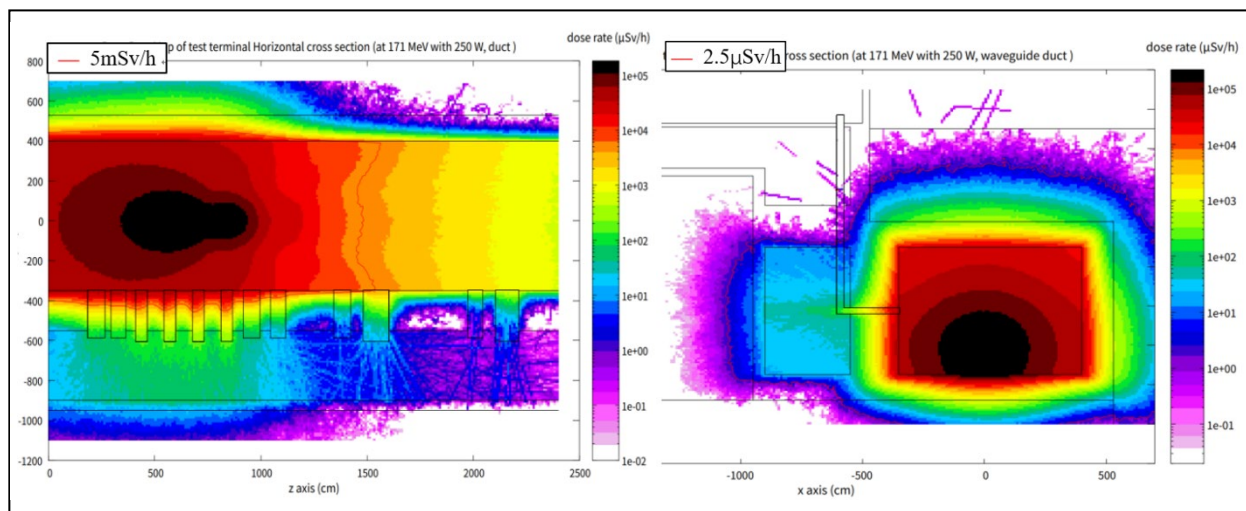 dose rate (µSv/h)
5mSv/h
p of test terminal Horizontal cross section (at 171 MeV with 250 W, duct )
800
600
400
200
0
-200
-400
-600
-800
-1000
-1200
0
500
1000
1500
2000
2500
z axis (cm)
1e+05
1e+04
1e+03
1e+02
1e+01
1e+00
1e-01
1e-02
dose rate (µSv/h)
2.5µSv/h
cross section (at 171 MeV with 250 W, waveguide duct )
-1000
-500
0
500
x axis (cm)
1e+05
1e+04
1e+03
1e+02
1e+01
1e+00
1e-01